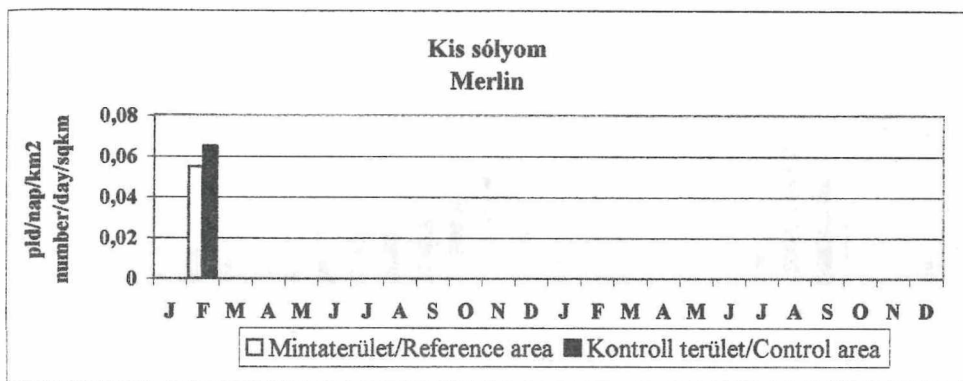 Kis sólyom
Merlin
pld/nap/km2
number/day/sqkm
0,08
0,06
0,04
0,02
0
J F M A M J J A S O N D J F M A M J J A S O N D
Mintaterület/Reference area Kontroll terület/Control area